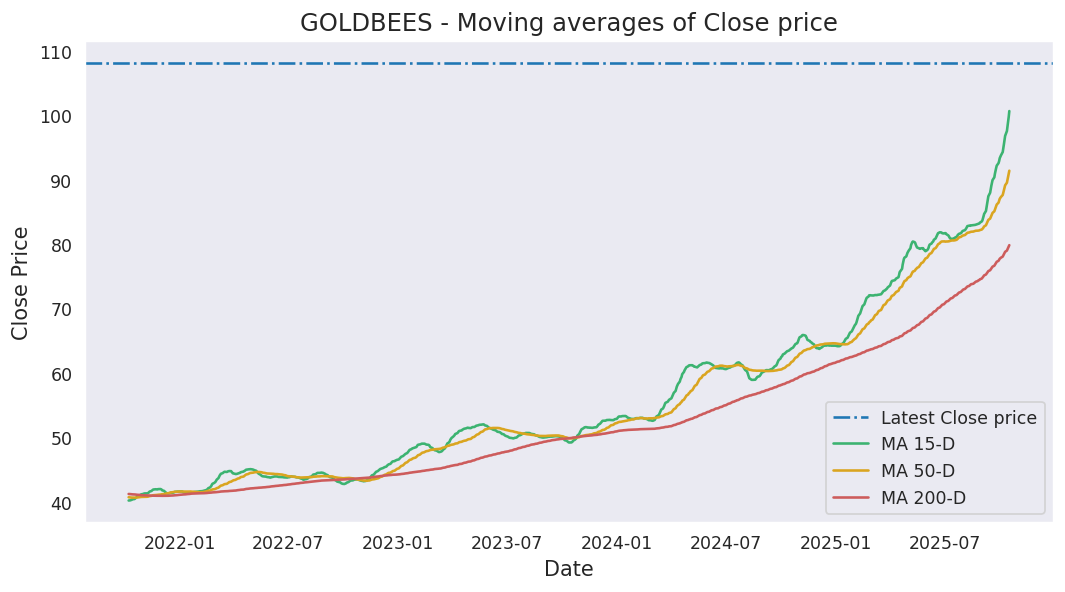 GOLDBEES - Moving averages of Close price
Close Price
110
100
90
80
70
60
50
40
2022-01
2022-07
2023-01
2023-07
2024-01
2024-07
2025-01
2025-07
Date
Latest Close price
MA 15-D
MA 50-D
MA 200-D